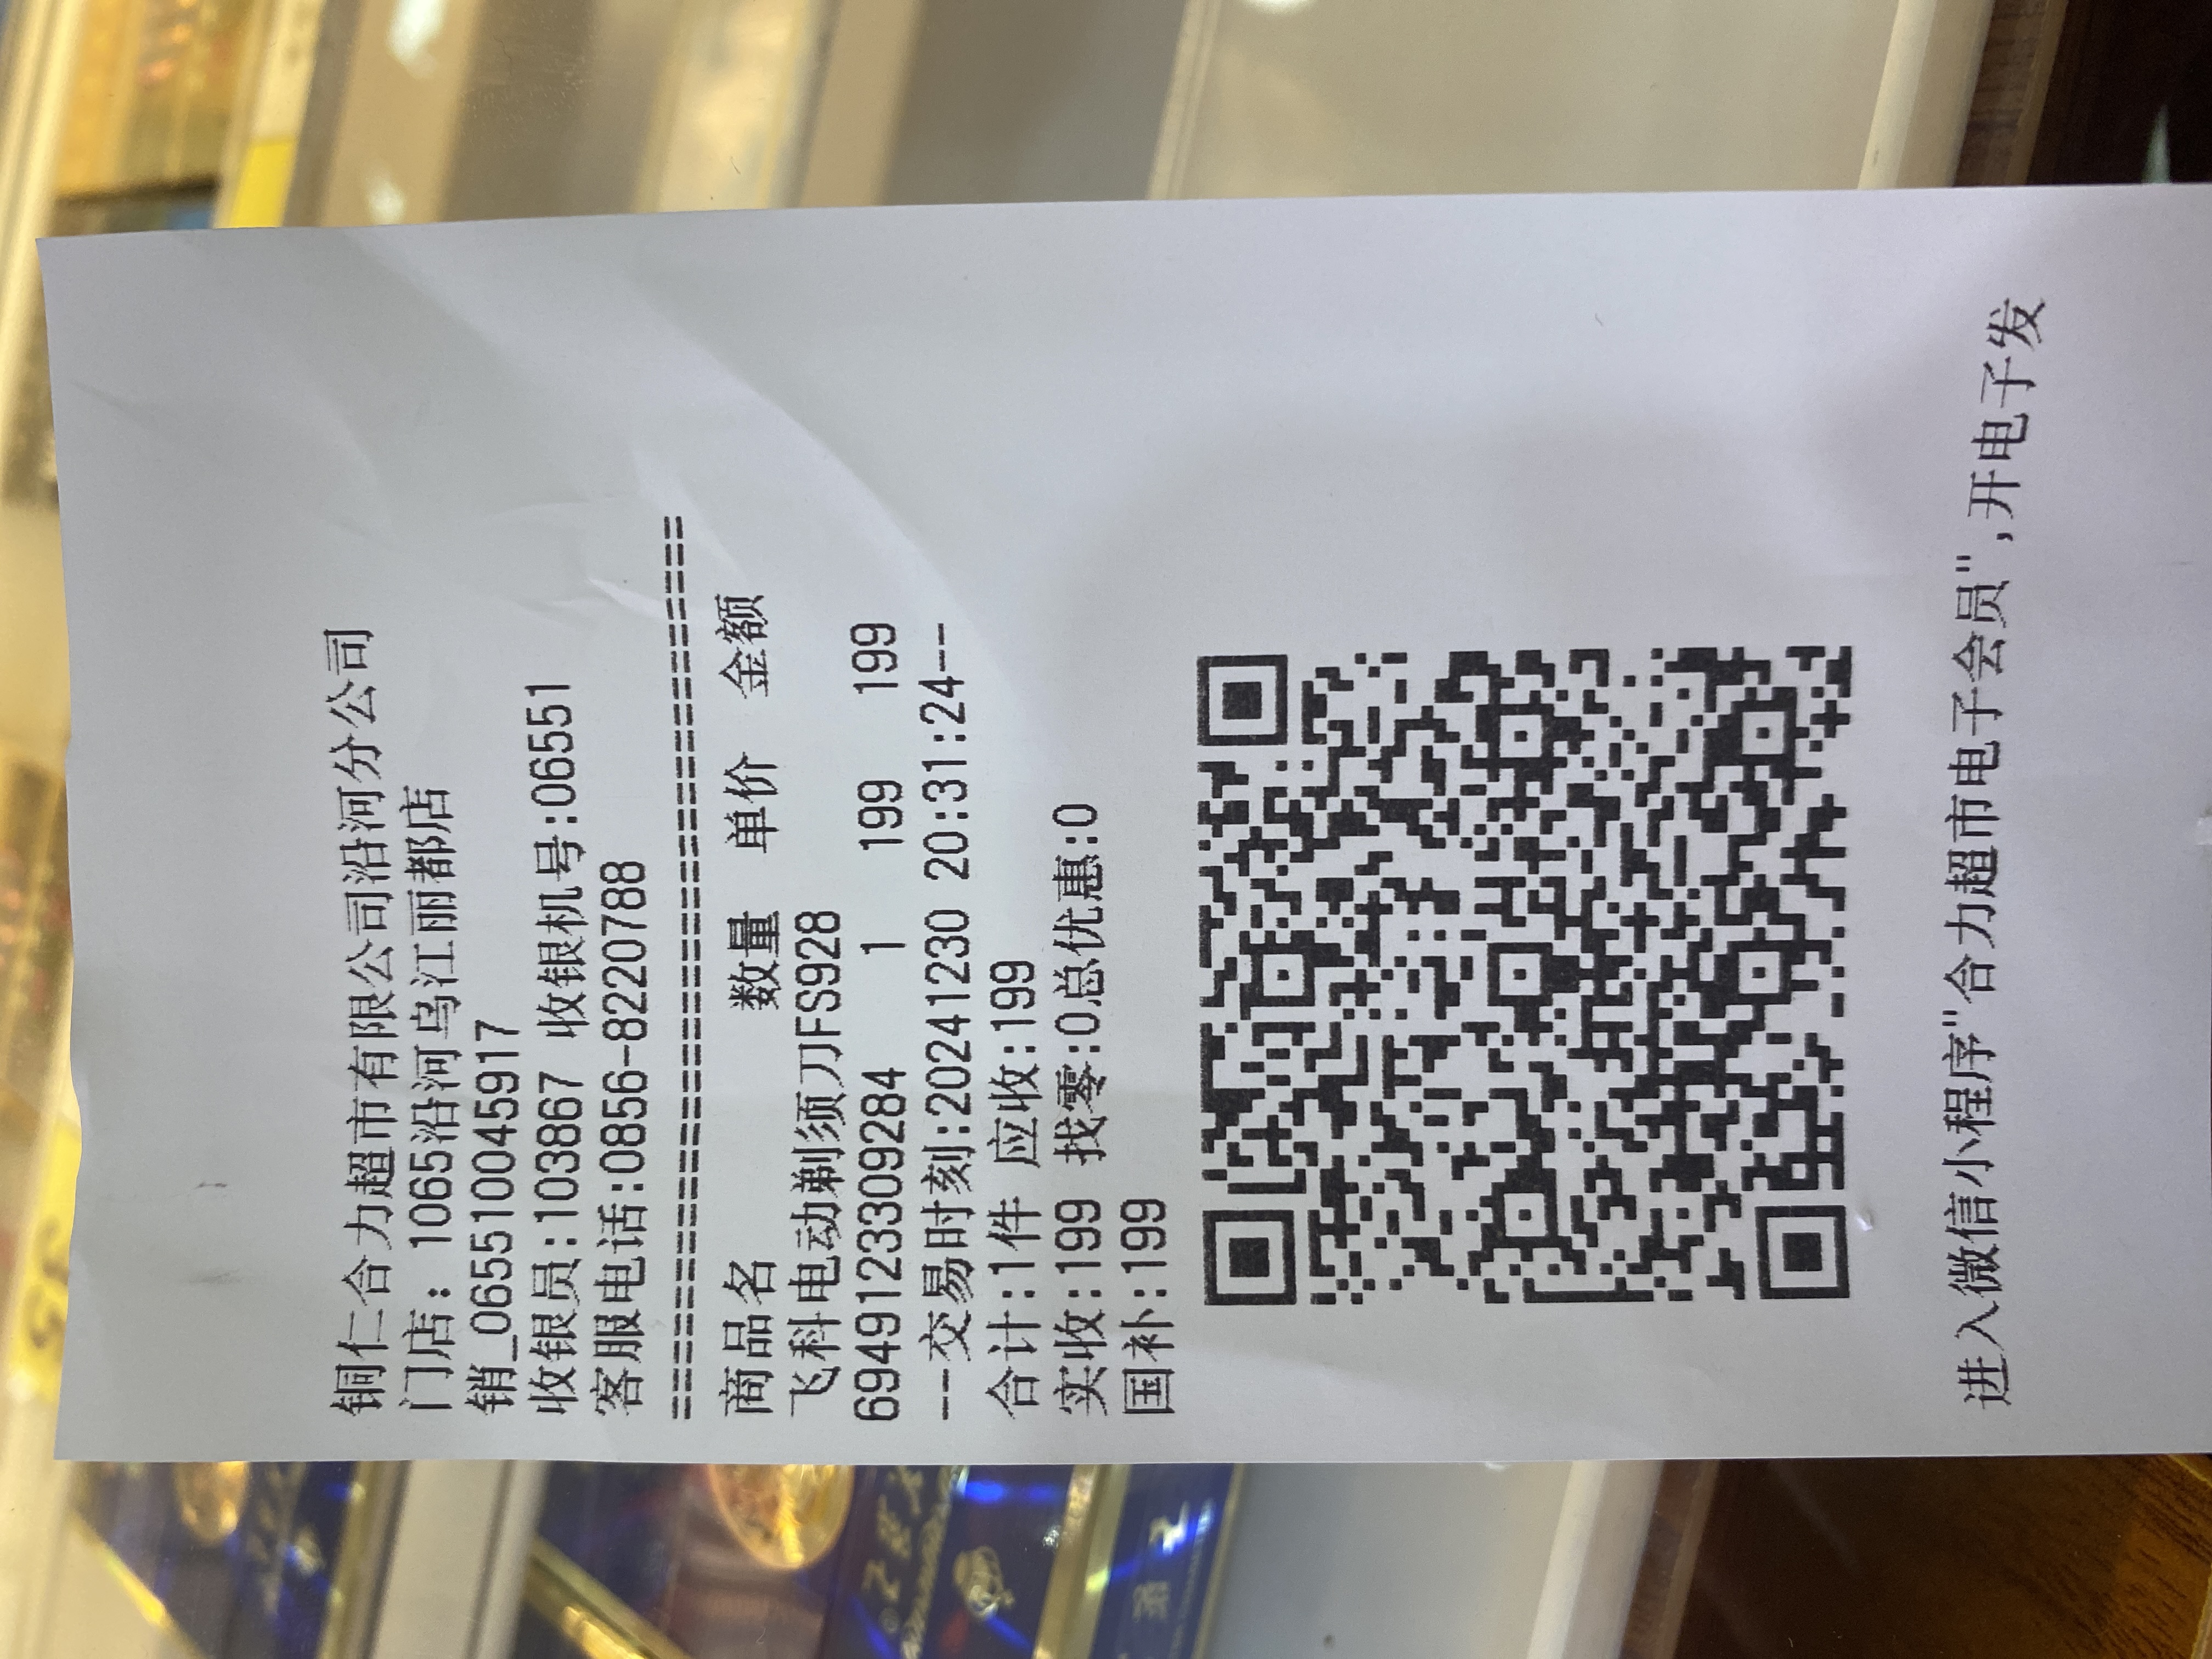 铜仁合力超市有限公司沿河分公司
门店: 1065沿河乌江丽都店
销_065510045917
收银员:103867 收银机号:06551
客服电话:0856-8220788
==========================================
商品名 数量 单价 金额
飞科电动剃须刀FS928
6949123309284 1 199 199
--交易时刻:20241230 20:31:24--
合计:1件 应收:199
实收:199 找零:0总优惠:0
国补:199
进入微信小程序"合力超市电子会员",开电子发